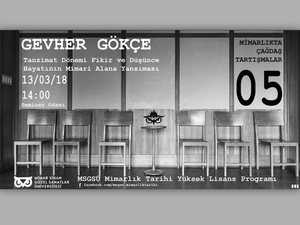 GEVHER GÖKÇE
Tanzimat Dönemi Fikir ve Düşünce
Hayatının Mimari Alana Yansıması
13/03/18
14:00
Seminer Odası
MİMARLIKTA
ÇAĞDAŞ
TARTIŞMALAR
05
MİMAR SİNAN
GÜZEL SANATLAR
ÜNİVERSİTESİ
MSGSÜ Mimarlık Tarihi Yüksek Lisans Programı
facebook.com/msgsu.mimarliktarihi